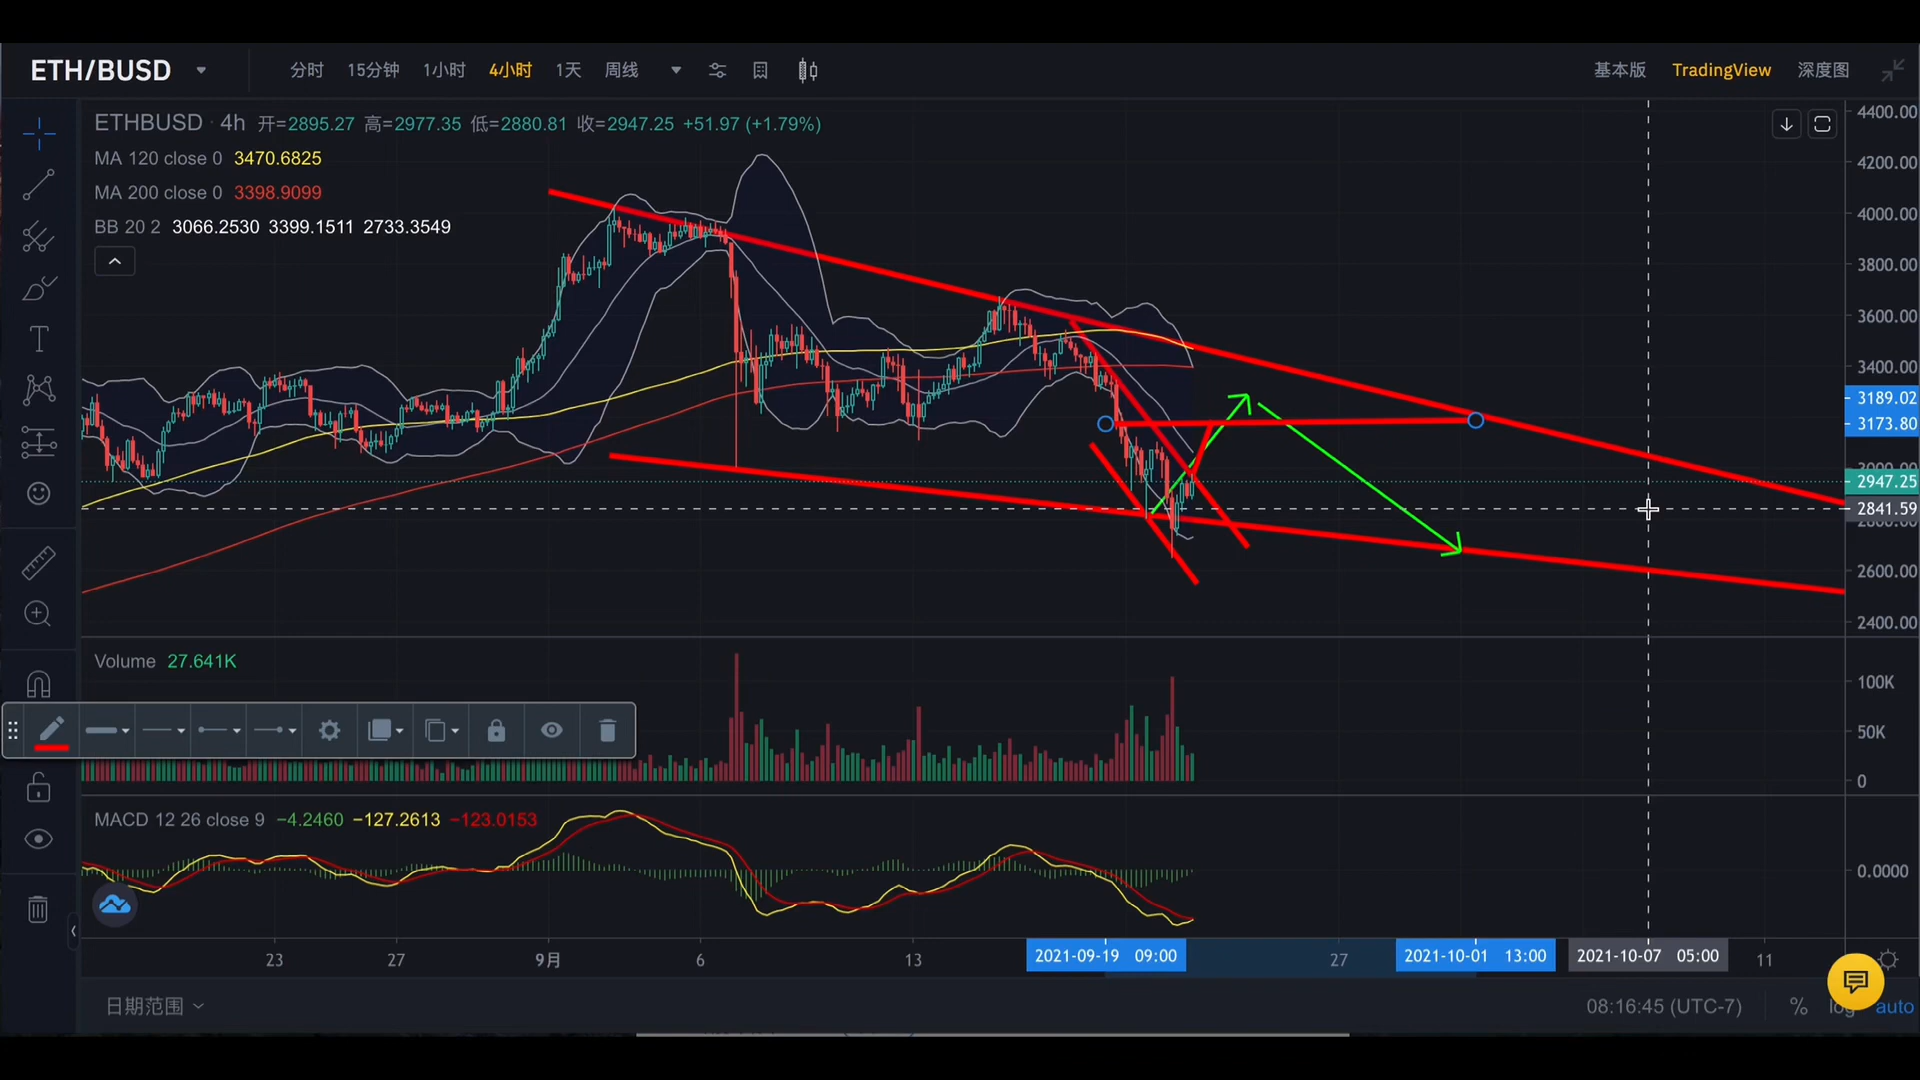 ETH/BUSD 分时 15分钟 1小时 4小时 1天 周线 基本版 TradingView 深度图
ETHBUSD · 4h 开=2895.27 高=2977.35 低=2880.81 收=2947.25 +51.97 (+1.79%)
MA 120 close 0 3470.6825
MA 200 close 0 3398.9099
BB 20 2 3066.2530 3399.1511 2733.3549
4400.00
4200.00
4000.00
3800.00
3600.00
3400.00
3189.02
3173.80
2947.25
2841.59
2600.00
2400.00
Volume 27.641K
100K
50K
0
MACD 12 26 close 9 −4.2460 −127.2613 −123.0153
0.0000
23 27 9月 6 13 2021-09-19 09:00 27 2021-10-01 13:00 2021-10-07 05:00 11
日期范围 08:16:45 (UTC-7) % log auto